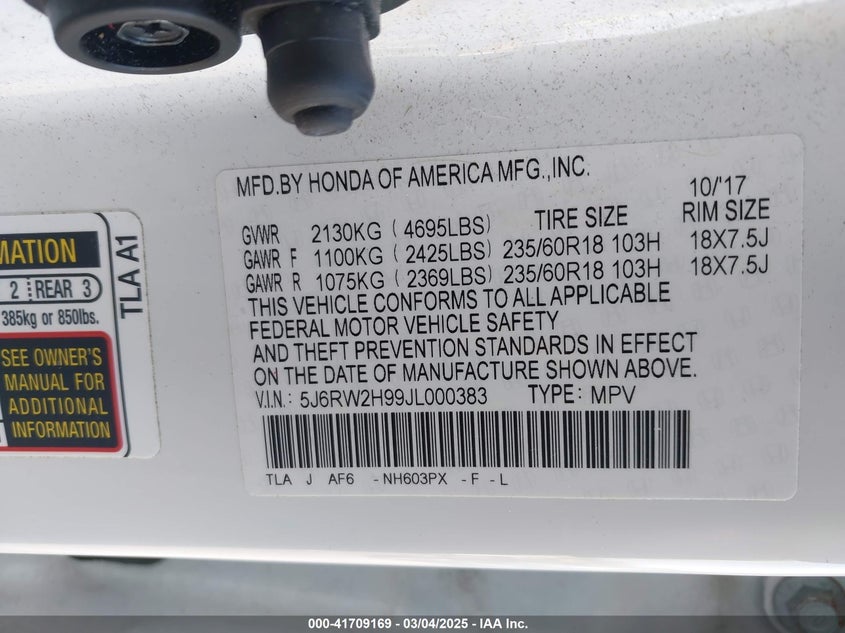 MFD.BY HONDA OF AMERICA MFG.,INC. 10/'17
GVWR 2130KG ( 4695LBS) TIRE SIZE RIM SIZE
GAWR F 1100KG ( 2425LBS) 235/60R18 103H 18X7.5J
GAWR R 1075KG ( 2369LBS) 235/60R18 103H 18X7.5J
THIS VEHICLE CONFORMS TO ALL APPLICABLE
FEDERAL MOTOR VEHICLE SAFETY
AND THEFT PREVENTION STANDARDS IN EFFECT
ON THE DATE OF MANUFACTURE SHOWN ABOVE.
V.I.N.: 5J6RW2H99JL000383 TYPE: MPV
TLA J AF6 -NH603PX -F -L
MATION
2 REAR 3
385kg or 850lbs.
SEE OWNER'S
MANUAL FOR
ADDITIONAL
INFORMATION
TLA A1
000-41709169 - 03/04/2025 - IAA Inc.